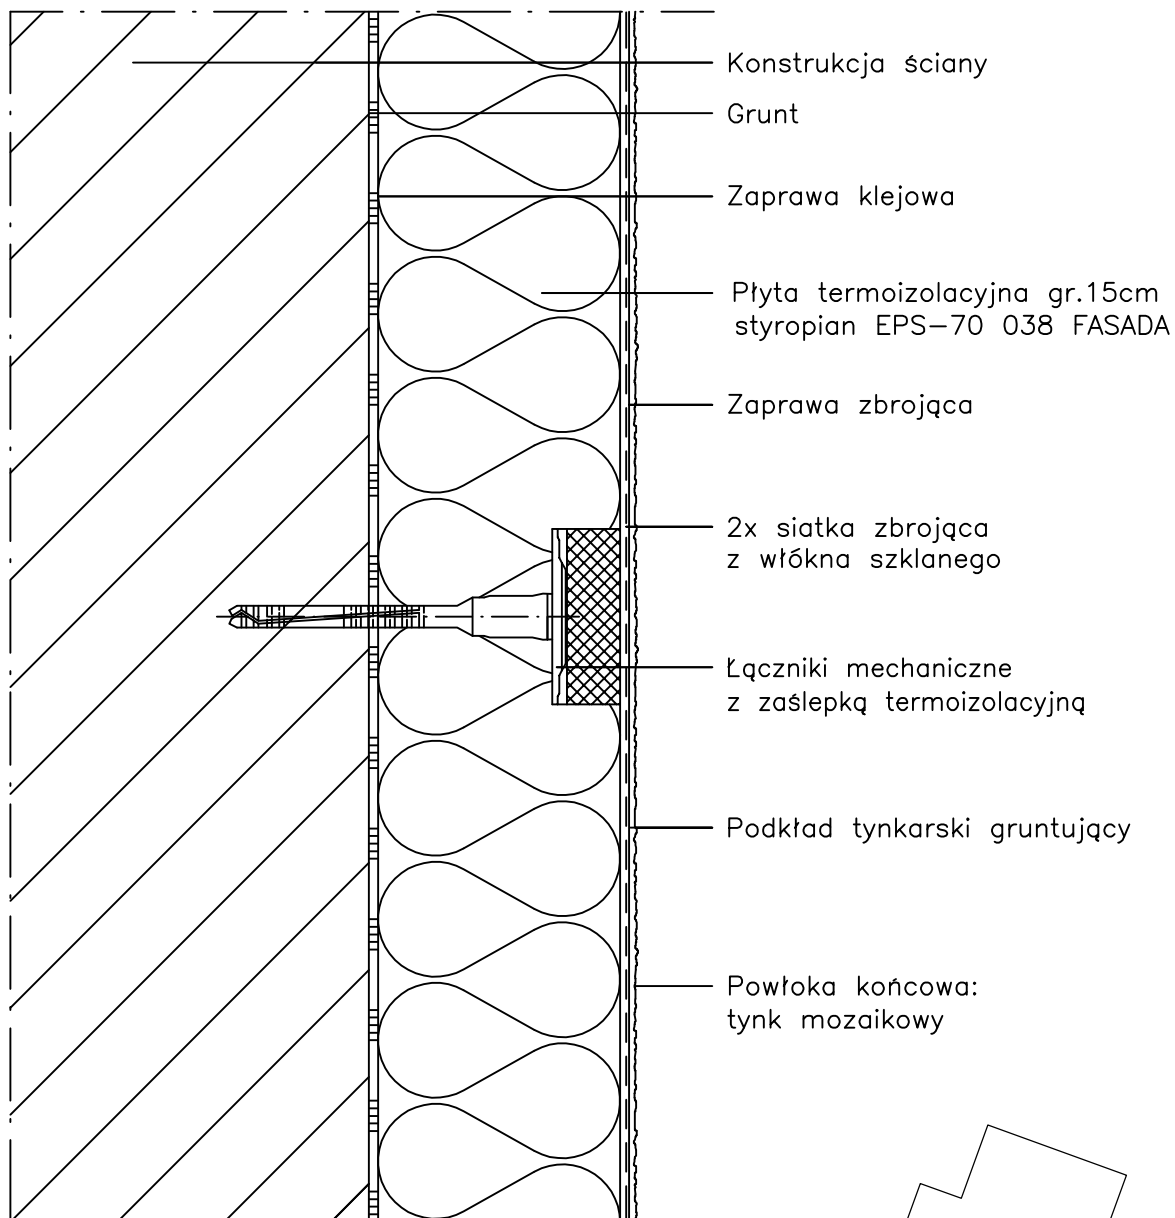 Konstrukcja ściany
Grunt
Zaprawa klejowa
Płyta termoizolacyjna gr.15cm
styropian EPS-70 038 FASADA
Zaprawa zbrojąca
2x siatka zbrojąca
z włókna szklanego
Łączniki mechaniczne
z zaślepką termoizolacyjną
Podkład tynkarski gruntujący
Powłoka końcowa:
tynk mozaikowy